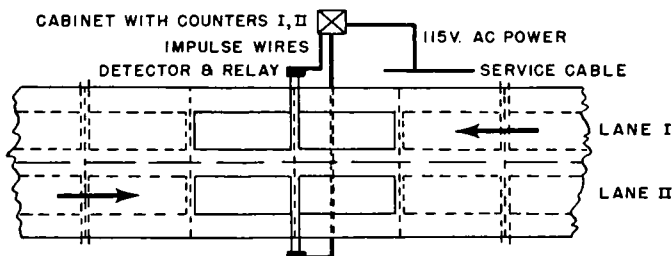 CABINET WITH COUNTERS I, II
IMPULSE WIRES
115V. AC POWER
DETECTOR & RELAY
SERVICE CABLE
LANE I
LANE II